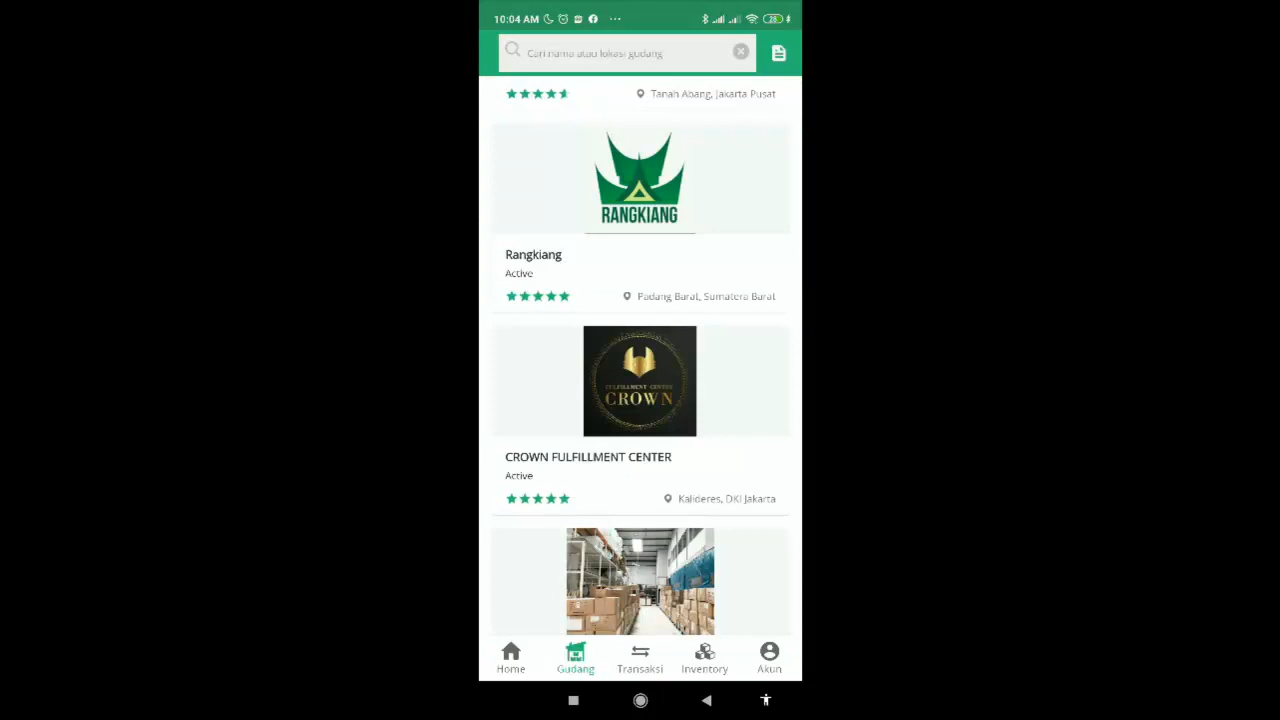 10:04 AM
28
Cari nama atau lokasi gudang
Tanah Abang, Jakarta Pusat
RANGKIANG
Rangkiang
Active
Padang Barat, Sumatera Barat
FULFILLMENT CENTER
CROWN
CROWN FULFILLMENT CENTER
Active
Kalideres, DKI Jakarta
Home Gudang Transaksi Inventory Akun